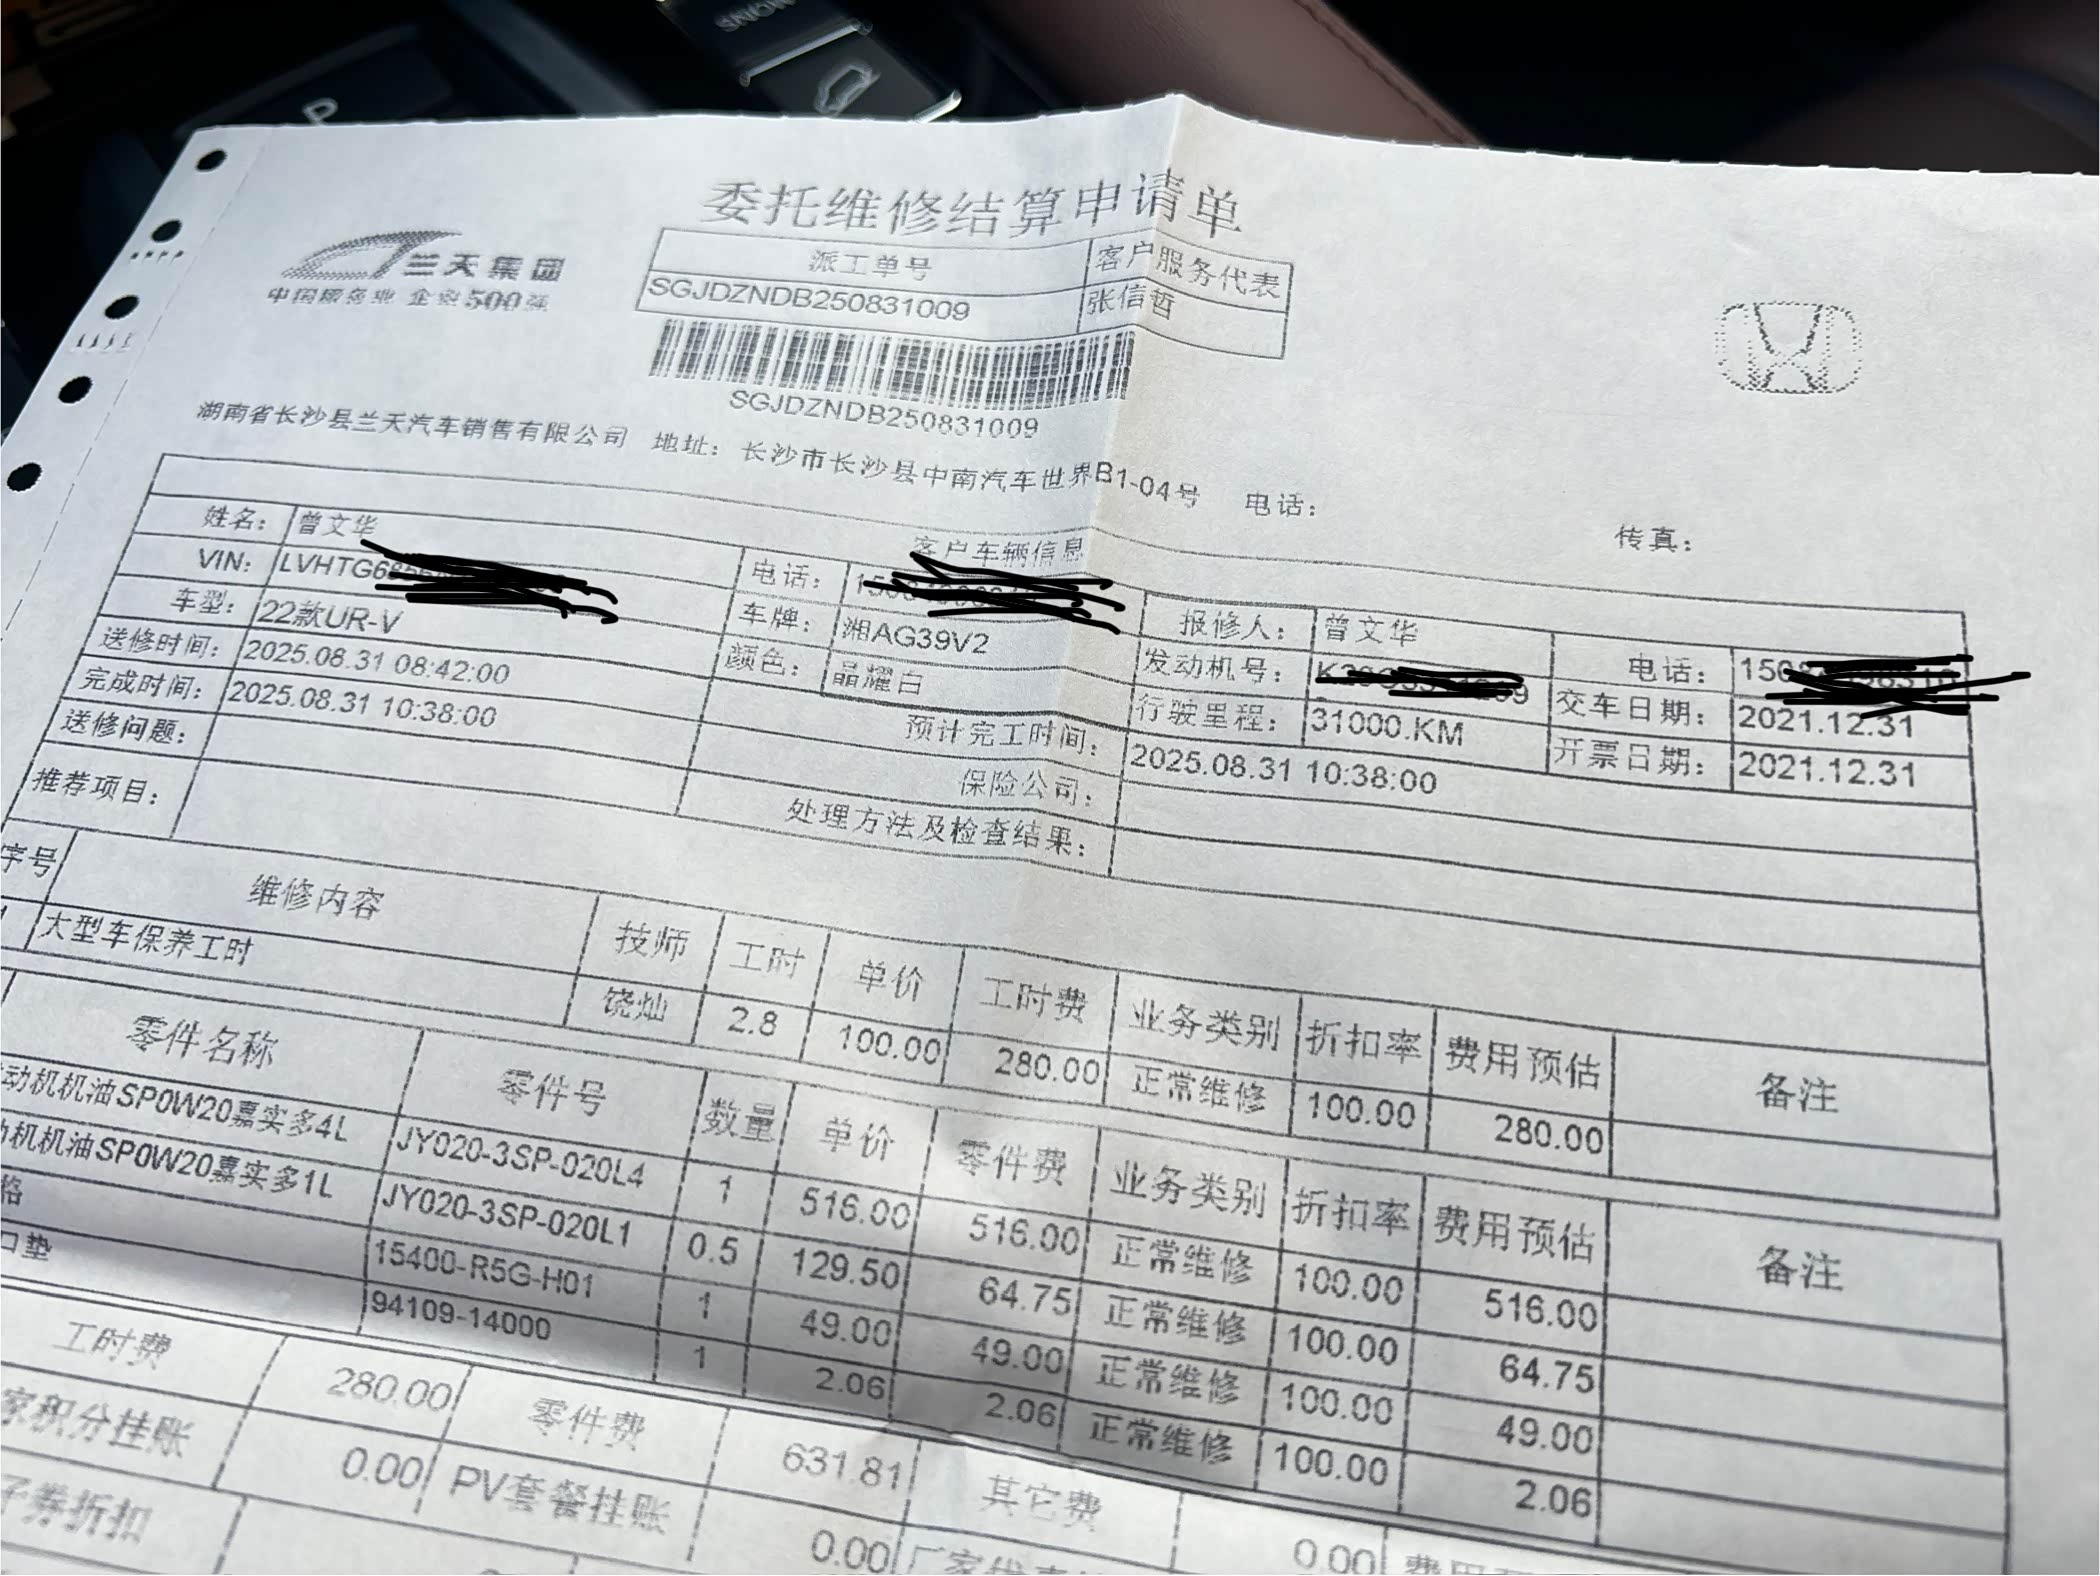 P
委托维修结算申请单
兰天集团
中国服务业 企业500强
派工单号 客户服务代表
SGJDZNDB250831009 张信哲
SGJDZNDB250831009
湖南省长沙县兰天汽车销售有限公司 地址：长沙市长沙县中南汽车世界B1-04号 电话： 传真：
客户车辆信息
姓名：曾文华 电话： 报修人：曾文华 电话：
VIN：LVHTG6 车牌：湘AG39V2 发动机号： 交车日期：2021.12.31
车型：22款UR-V 颜色：晶耀白 行驶里程：31000.KM 开票日期：2021.12.31
送修时间：2025.08.31 08:42:00 预计完工时间：2025.08.31 10:38:00
完成时间：2025.08.31 10:38:00 保险公司：
送修问题： 处理方法及检查结果：
推荐项目：
序号 维修内容 技师 工时 单价 工时费 业务类别 折扣率 费用预估 备注
大型车保养工时 饶灿 2.8 100.00 280.00 正常维修 100.00 280.00
零件名称 零件号 数量 单价 零件费 业务类别 折扣率 费用预估 备注
动机机油SP0W20嘉实多4L JY020-3SP-020L4 1 516.00 516.00 正常维修 100.00 516.00
机机油SP0W20嘉实多1L JY020-3SP-020L1 0.5 129.50 64.75 正常维修 100.00 64.75
格 15400-R5G-H01 1 49.00 49.00 正常维修 100.00 49.00
口垫 94109-14000 1 2.06 2.06 正常维修 100.00 2.06
工时费 280.00 零件费 631.81 其它费 0.00
家积分挂账 0.00 PV套餐挂账 0.00
子券折扣